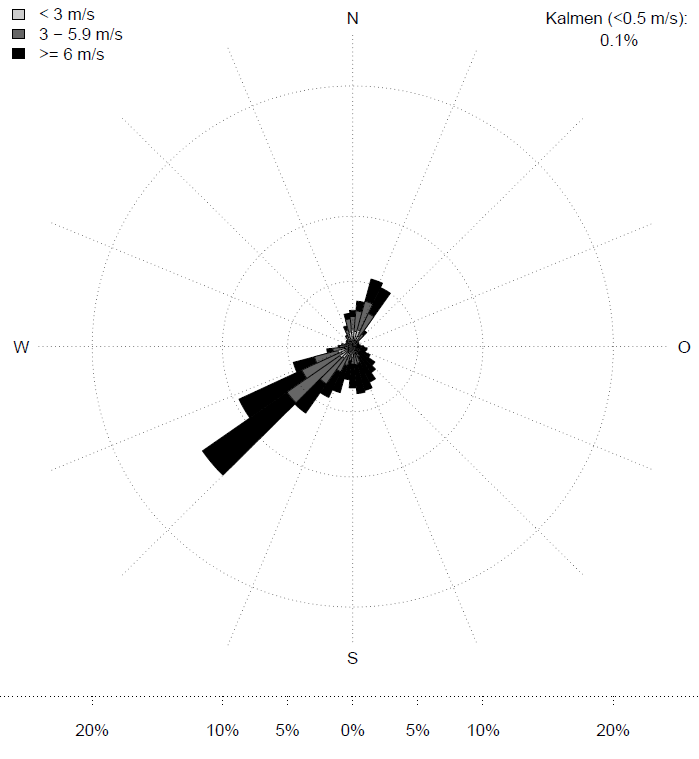 < 3 m/s
3 − 5.9 m/s
>= 6 m/s
Kalmen (<0.5 m/s):
0.1%
N
W
O
S
20% 10% 5% 0% 5% 10% 20%